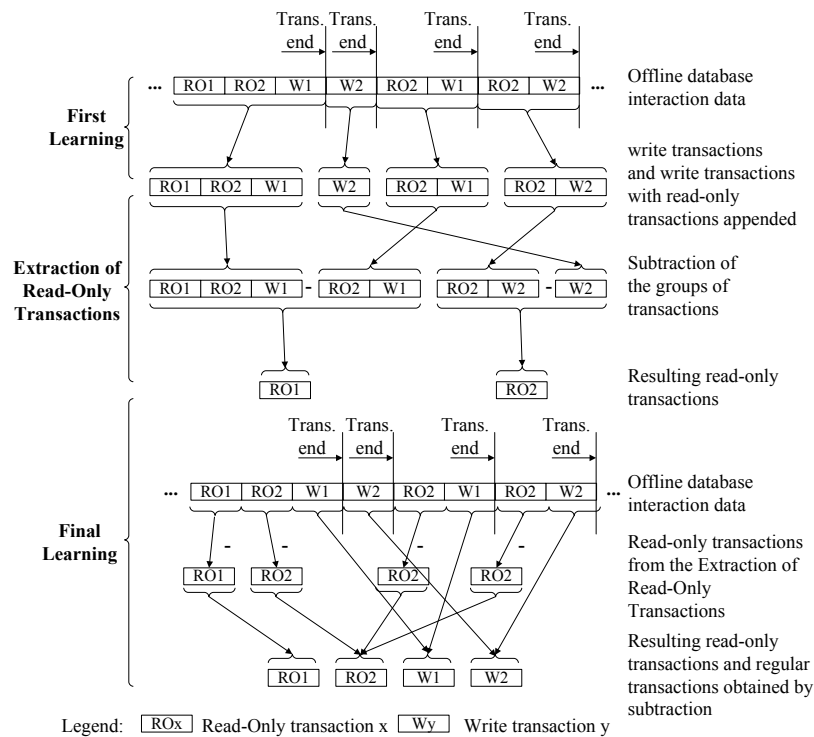 Trans. Trans. Trans. Trans.
end end end end
... RO1 RO2 W1 W2 RO2 W1 RO2 W2 ...
Offline database
interaction data
First
Learning
write transactions
and write transactions
with read-only
transactions appended
RO1 RO2 W1 W2 RO2 W1 RO2 W2
Extraction of
Read-Only
Transactions
Subtraction of
the groups of
transactions
RO1 RO2 W1 - RO2 W1 RO2 W2 - W2
Resulting read-only
transactions
RO1 RO2
Trans. Trans. Trans. Trans.
end end end end
... RO1 RO2 W1 W2 RO2 W1 RO2 W2 ...
Offline database
interaction data
Final
Learning
- - - -
RO1 RO2 RO2 RO2
Read-only transactions
from the Extraction of
Read-Only
Transactions
RO1 RO2 W1 W2
Resulting read-only
transactions and regular
transactions obtained by
subtraction
Legend: ROx Read-Only transaction x Wy Write transaction y